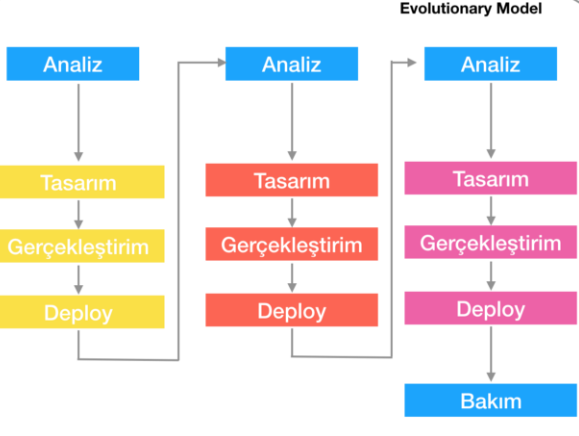 Evolutionary Model
Analiz
Tasarım
Gerçekleştirim
Deploy
Analiz
Tasarım
Gerçekleştirim
Deploy
Analiz
Tasarım
Gerçekleştirim
Deploy
Bakım